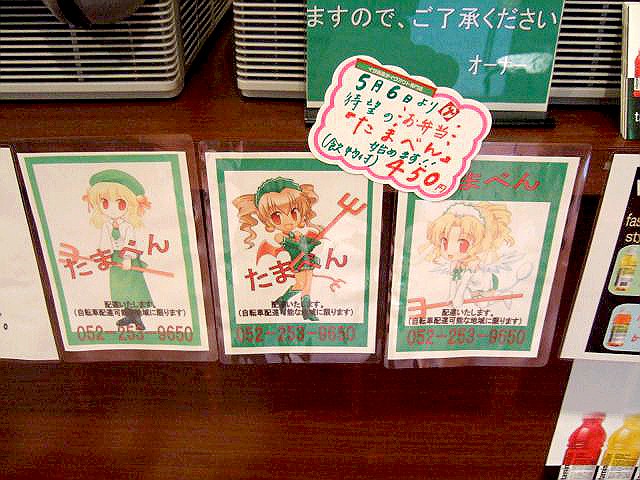 ますので、ご了承ください
オーナー
5月6日より(月)
待望のお弁当
『たまべん』
始めます!!
(飲物付) 450円
たまべん
配達いたします。
(自転車配達可能な地域に限ります)
052-253-9650
たまべん
配達いたします。
(自転車配達可能な地域に限ります)
052-253-9650
まべん
配達いたします。
(自転車配達可能な地域に限ります)
052-253-9650